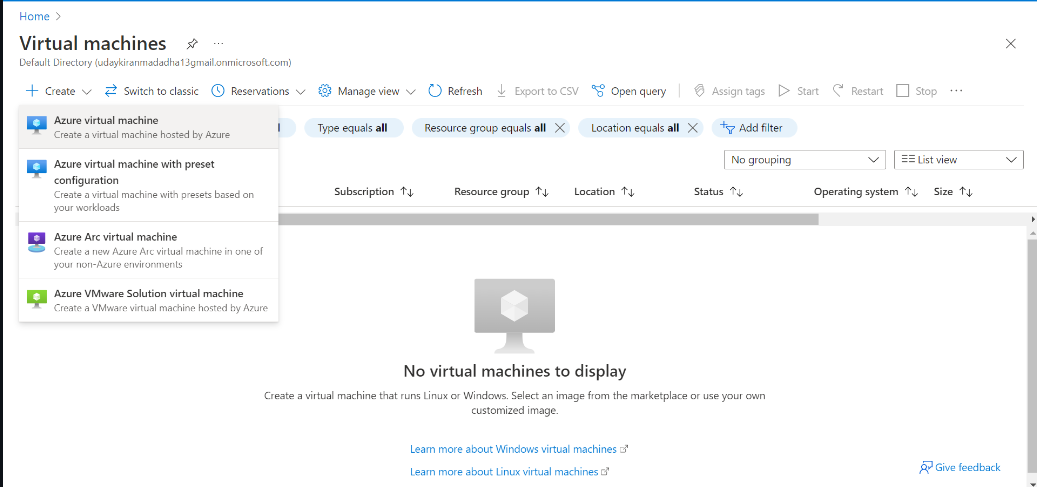 Home >
Virtual machines ...
Default Directory (udaykiranmadadha13gmail.onmicrosoft.com)
Create Switch to classic Reservations Manage view Refresh Export to CSV Open query Assign tags Start Restart Stop ...
Type equals all Resource group equals all Location equals all Add filter
No grouping List view
Subscription Resource group Location Status Operating system Size
Azure virtual machine
Create a virtual machine hosted by Azure
Azure virtual machine with preset
configuration
Create a virtual machine with presets based on
your workloads
Azure Arc virtual machine
Create a new Azure Arc virtual machine in one of
your non-Azure environments
Azure VMware Solution virtual machine
Create a VMware virtual machine hosted by Azure
No virtual machines to display
Create a virtual machine that runs Linux or Windows. Select an image from the marketplace or use your own
customized image.
Learn more about Windows virtual machines
Learn more about Linux virtual machines
Give feedback